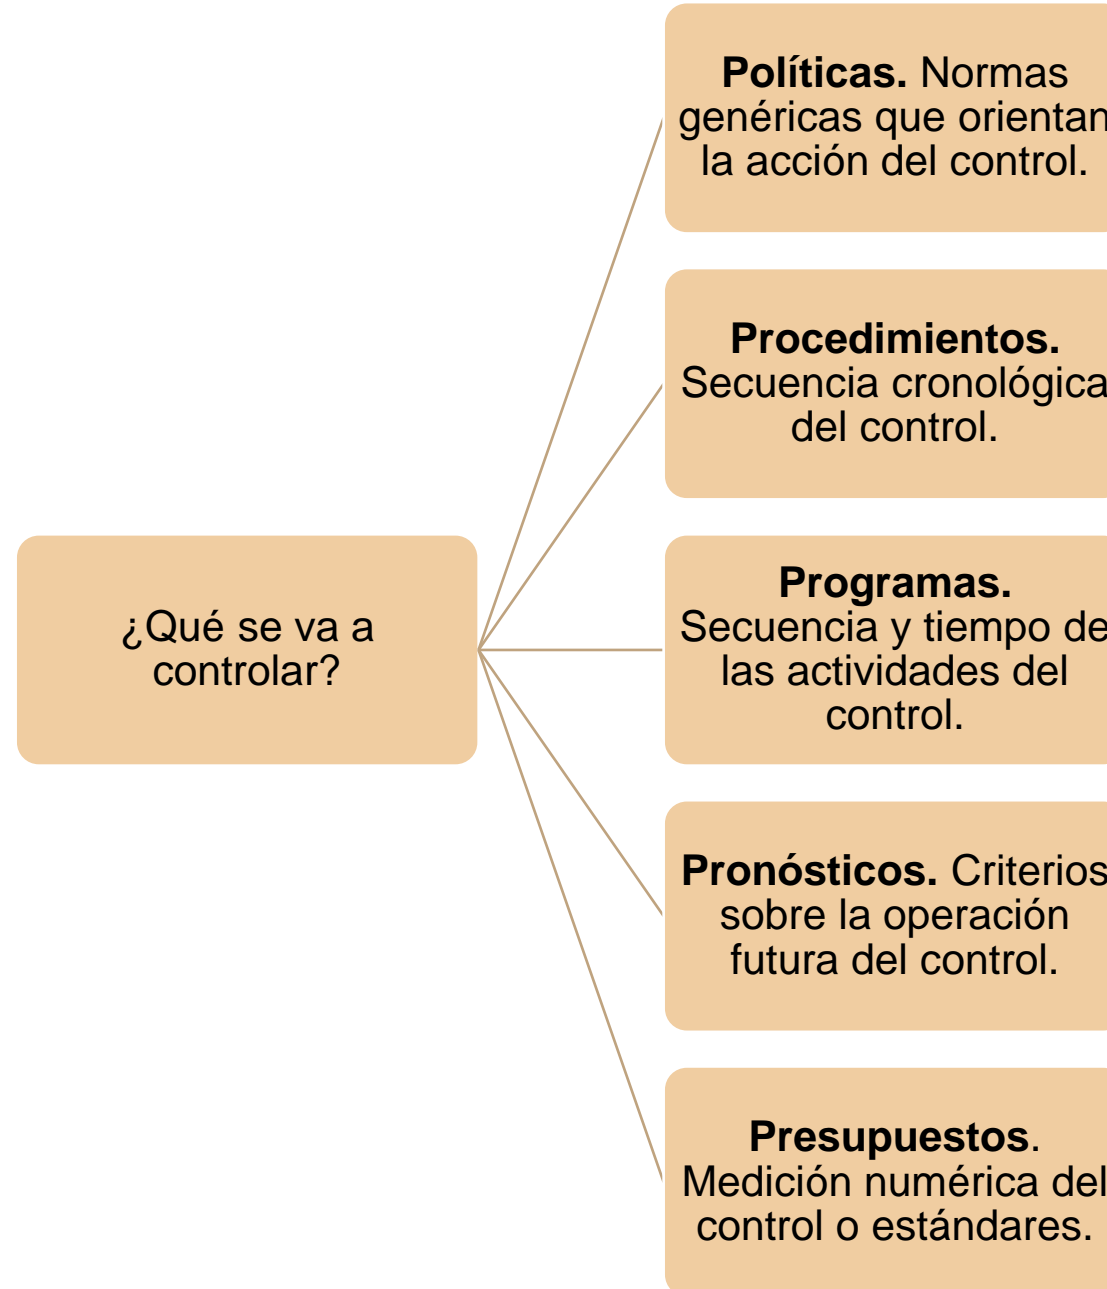 Políticas. Normas
genéricas que orientan
la acción del control.
Procedimientos.
Secuencia cronológica
del control.
¿Qué se va a
controlar?
Programas.
Secuencia y tiempo de
las actividades del
control.
Pronósticos. Criterios
sobre la operación
futura del control.
Presupuestos.
Medición numérica del
control o estándares.